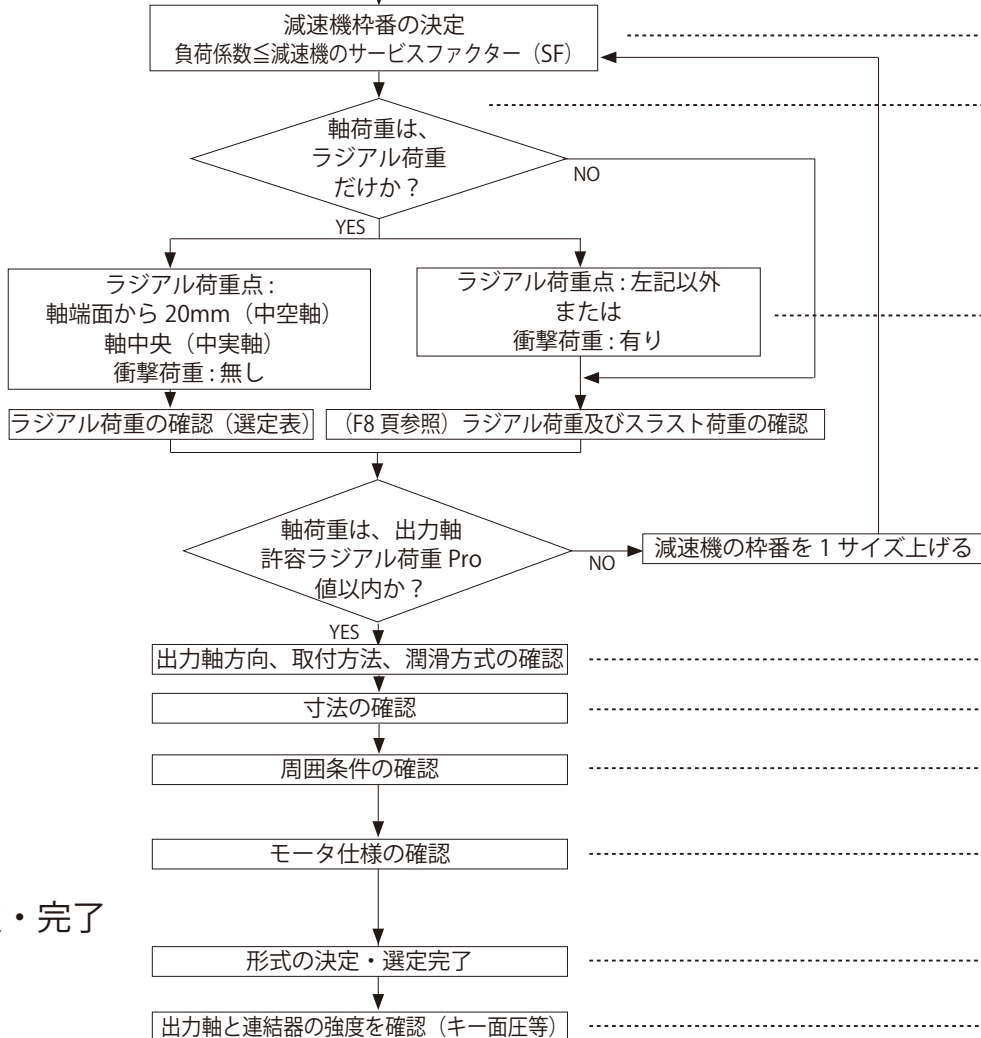 減速機枠番の決定
負荷係数≦減速機のサービスファクター（SF）
軸荷重は、
ラジアル荷重
だけか？
NO
YES
ラジアル荷重点 :
軸端面から 20mm（中空軸）
軸中央（中実軸）
衝撃荷重 : 無し
ラジアル荷重点 : 左記以外
または
衝撃荷重 : 有り
ラジアル荷重の確認（選定表）
（F8 頁参照）ラジアル荷重及びスラスト荷重の確認
軸荷重は、出力軸
許容ラジアル荷重 Pro
値以内か？
NO
減速機の枠番を 1 サイズ上げる
YES
出力軸方向、取付方法、潤滑方式の確認
寸法の確認
周囲条件の確認
モータ仕様の確認
・完了
形式の決定・選定完了
出力軸と連結器の強度を確認（キー面圧等）